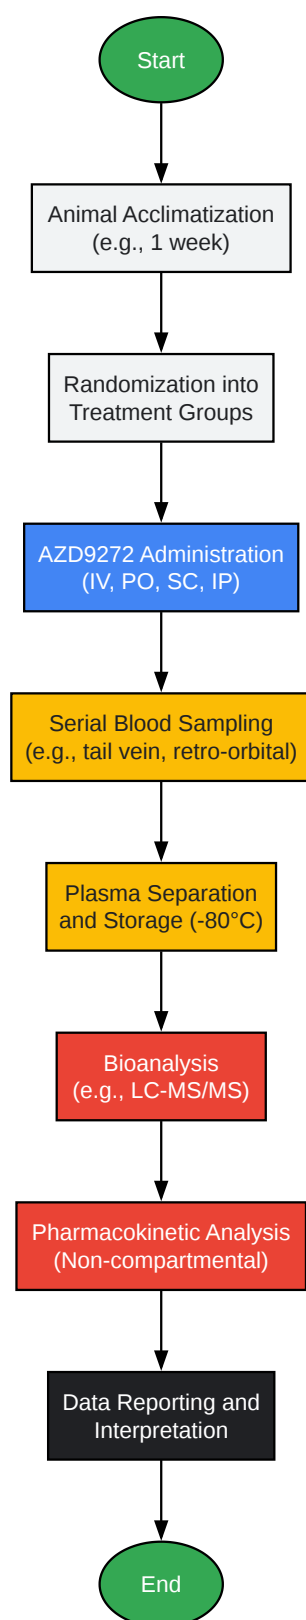 Start
Animal Acclimatization
(e.g., 1 week)
Randomization into
Treatment Groups
AZD9272 Administration
(IV, PO, SC, IP)
Serial Blood Sampling
(e.g., tail vein, retro-orbital)
Plasma Separation
and Storage (-80°C)
Bioanalysis
(e.g., LC-MS/MS)
Pharmacokinetic Analysis
(Non-compartmental)
Data Reporting and
Interpretation
End